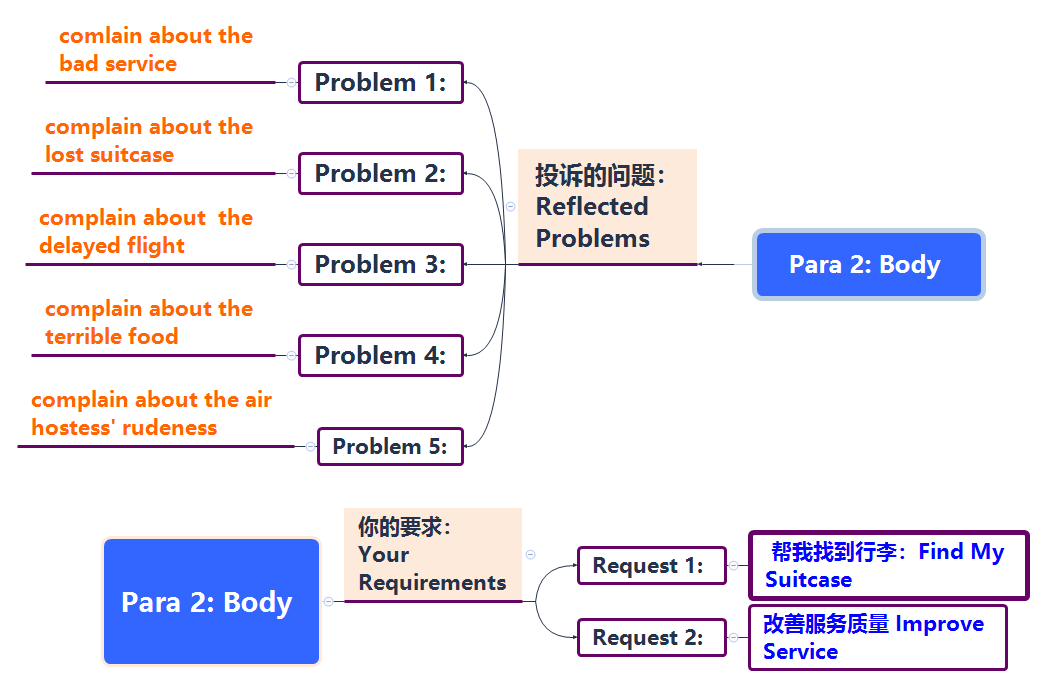 comlain about the
bad service
Problem 1:
complain about the
lost suitcase
Problem 2:
投诉的问题：
Reflected
Problems
complain about  the
delayed flight
Problem 3:
Para 2: Body
complain about the
terrible food
Problem 4:
complain about the air
hostess' rudeness
Problem 5:
Para 2: Body
你的要求：
Your
Requirements
Request 1:
帮我找到行李：Find My
Suitcase
Request 2:
改善服务质量 Improve
Service